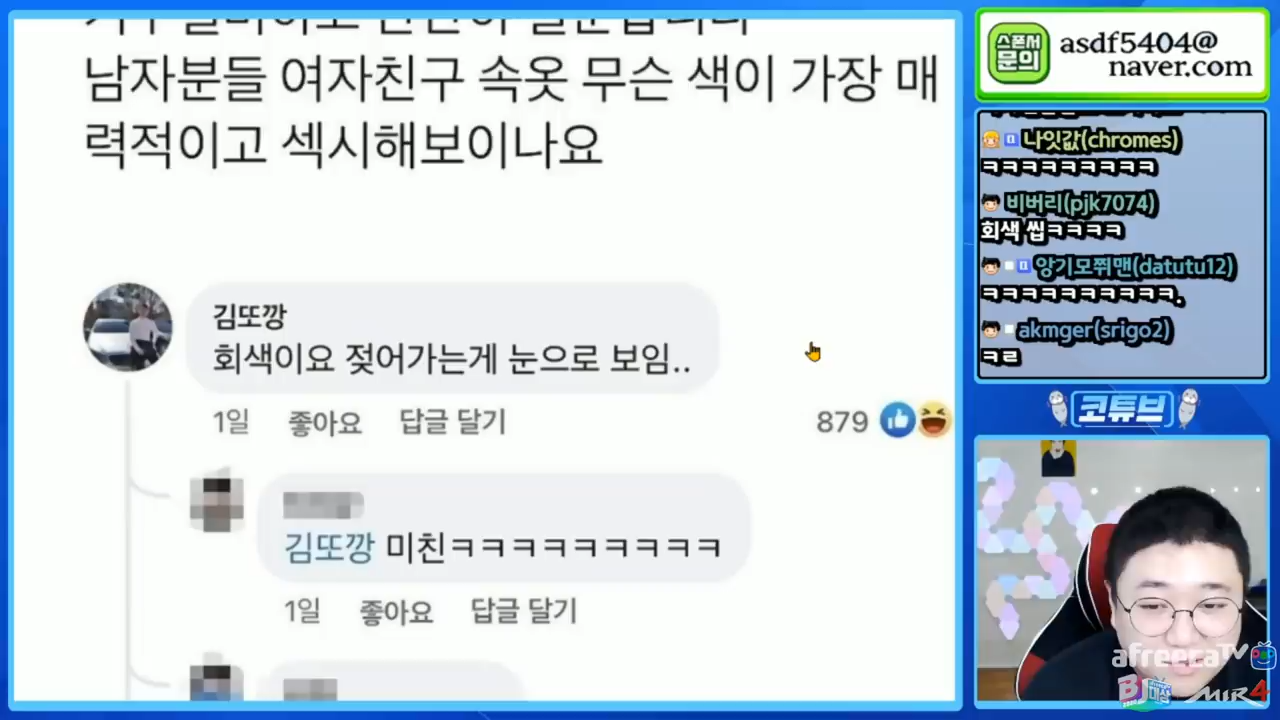 남자분들 여자친구 속옷 무슨 색이 가장 매
력적이고 섹시해보이나요
김또깡
회색이요 젖어가는게 눈으로 보임..
1일 좋아요 답글 달기
879
김또깡 미친ㅋㅋㅋㅋㅋㅋㅋㅋㅋ
1일 좋아요 답글 달기
스폰서
문의
asdf5404@
naver.com
나잇값(chromes)
ㅋㅋㅋㅋㅋㅋㅋㅋㅋ
비버리(pjk7074)
회색 씹ㅋㅋㅋㅋ
앙기모쮜맨(datutu12)
ㅋㅋㅋㅋㅋㅋㅋㅋㅋㅋ.
akmger(srigo2)
ㅋㄹ
코튜브
afreecaTV
BJ대상
MIR4